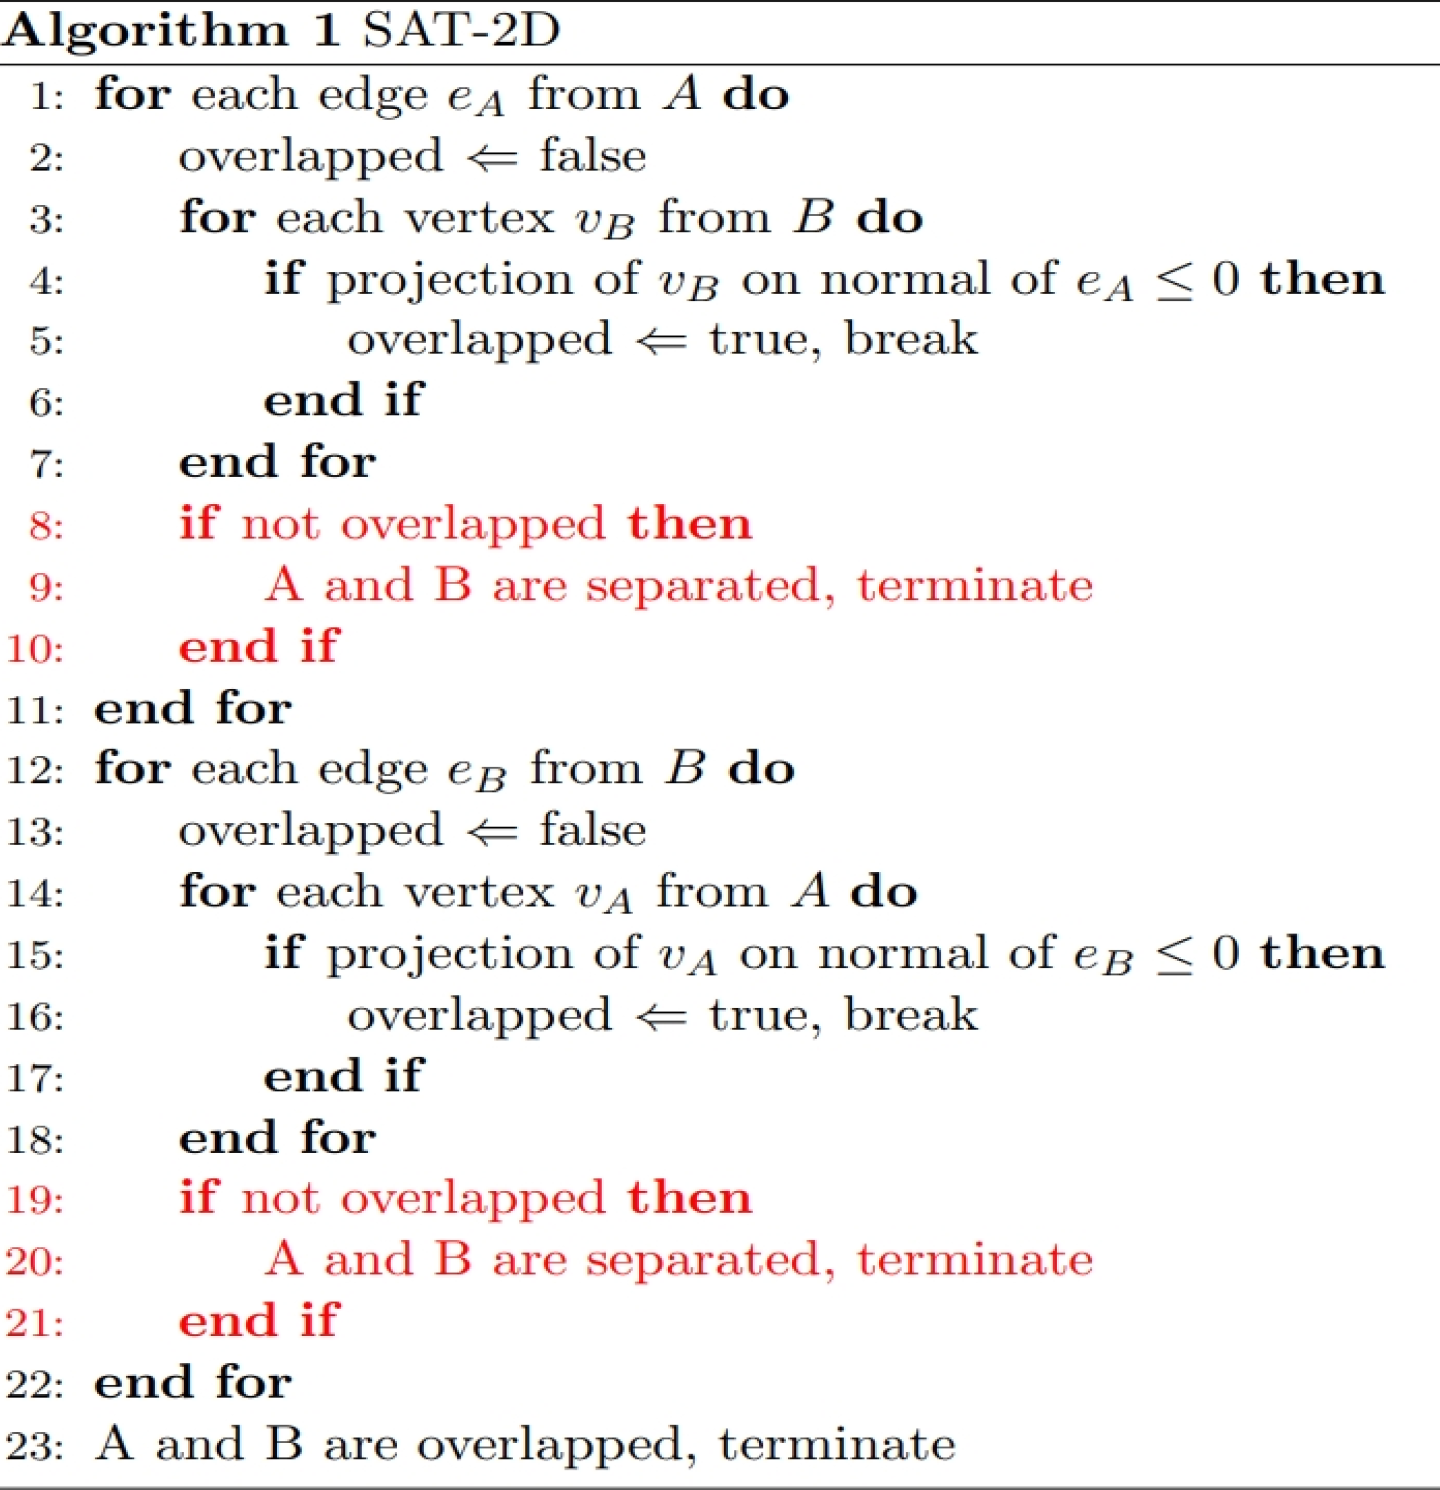 Algorithm 1 SAT-2D
1: for each edge e_A from A do
2: overlapped ⇐ false
3: for each vertex v_B from B do
4: if projection of v_B on normal of e_A ≤ 0 then
5: overlapped ⇐ true, break
6: end if
7: end for
8: if not overlapped then
9: A and B are separated, terminate
10: end if
11: end for
12: for each edge e_B from B do
13: overlapped ⇐ false
14: for each vertex v_A from A do
15: if projection of v_A on normal of e_B ≤ 0 then
16: overlapped ⇐ true, break
17: end if
18: end for
19: if not overlapped then
20: A and B are separated, terminate
21: end if
22: end for
23: A and B are overlapped, terminate